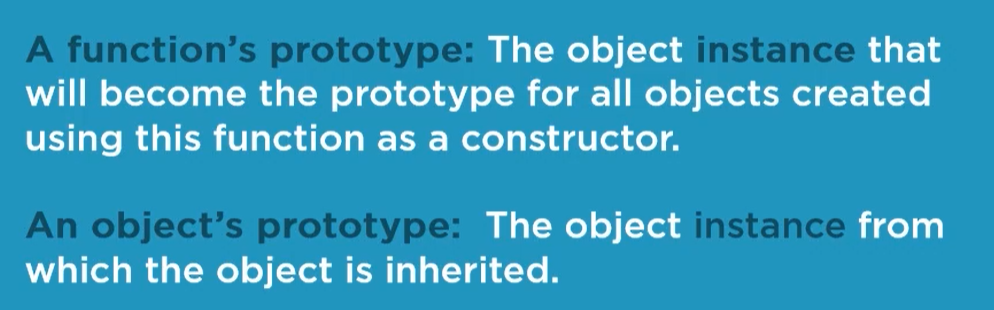 A function's prototype: The object instance that
will become the prototype for all objects created
using this function as a constructor.
An object's prototype: The object instance from
which the object is inherited.